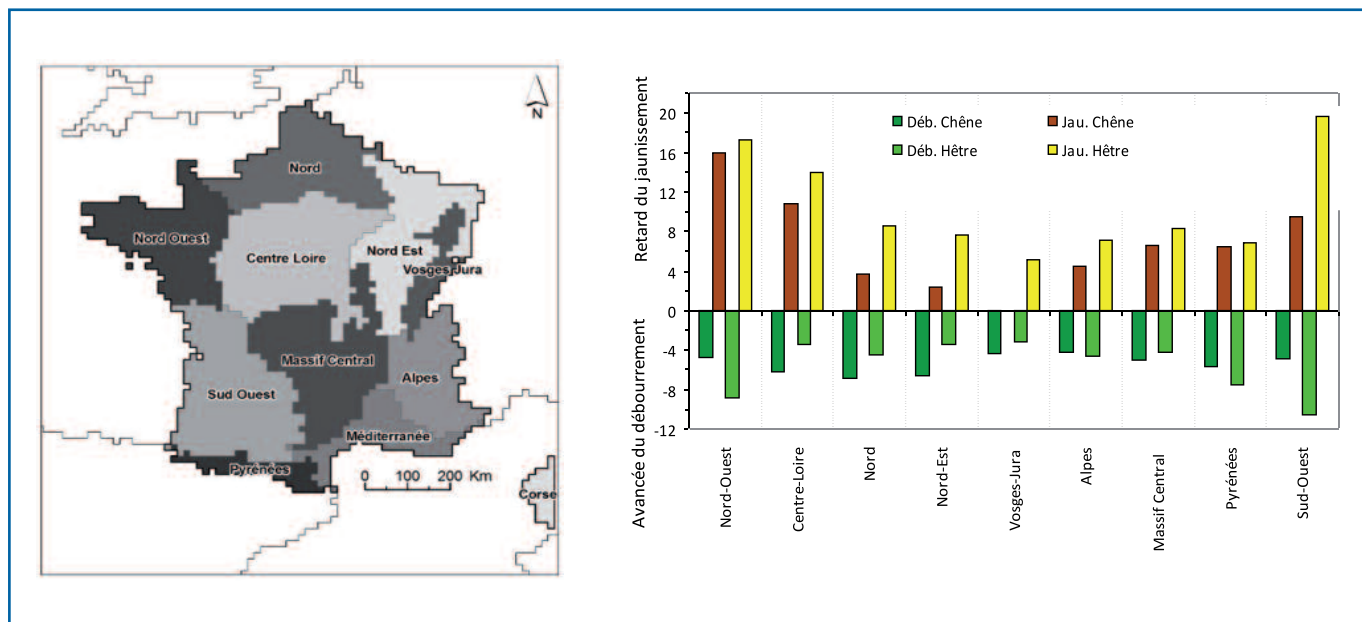 N
Nord
Nord Ouest
Nord Est
Centre Loire
Vosges Jura
Massif Central
Alpes
Sud Ouest
Méditerranée
Pyrénées
0 100 200 Km
Corse
Retard du jaunissement
Avancée du débourrement
20
16
12
8
4
0
-4
-8
-12
Déb. Chêne
Jau. Chêne
Déb. Hêtre
Jau. Hêtre
Nord-Ouest
Centre-Loire
Nord
Nord-Est
Vosges-Jura
Alpes
Massif Central
Pyrénées
Sud-Ouest